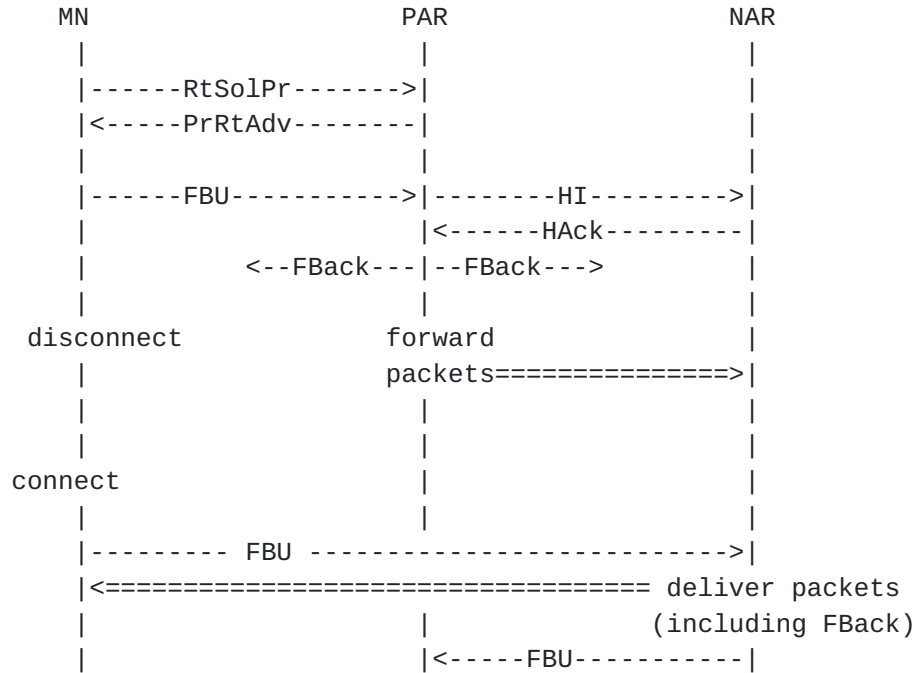 MN PAR NAR
| | |
|------RtSolPr------->| |
|<-----PrRtAdv--------| |
| | |
|------FBU----------->|--------HI--------->|
| |<------HAck---------|
| <--FBack---|--FBack---> |
| | |
disconnect forward |
| packets===============>|
| | |
| | |
connect | |
| | |
|--------- FBU --------------------------->|
|<=================================== deliver packets
| | (including FBack)
| |<-----FBU-----------|